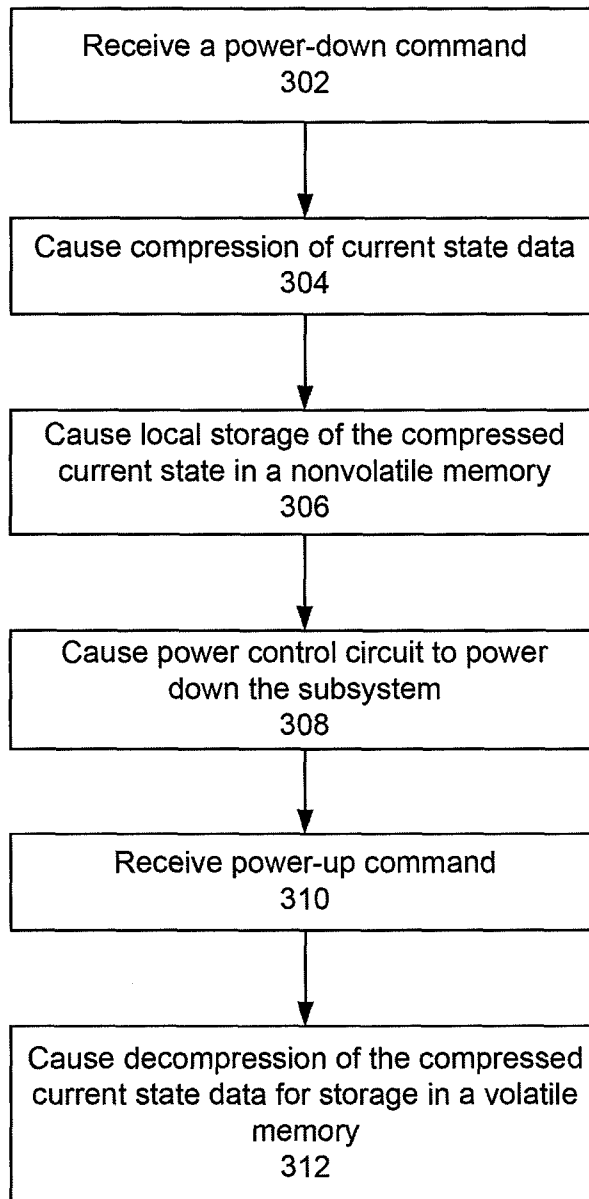 Receive a power-down command
302
Cause compression of current state data
304
Cause local storage of the compressed
current state in a nonvolatile memory
306
Cause power control circuit to power
down the subsystem
308
Receive power-up command
310
Cause decompression of the compressed
current state data for storage in a volatile
memory
312